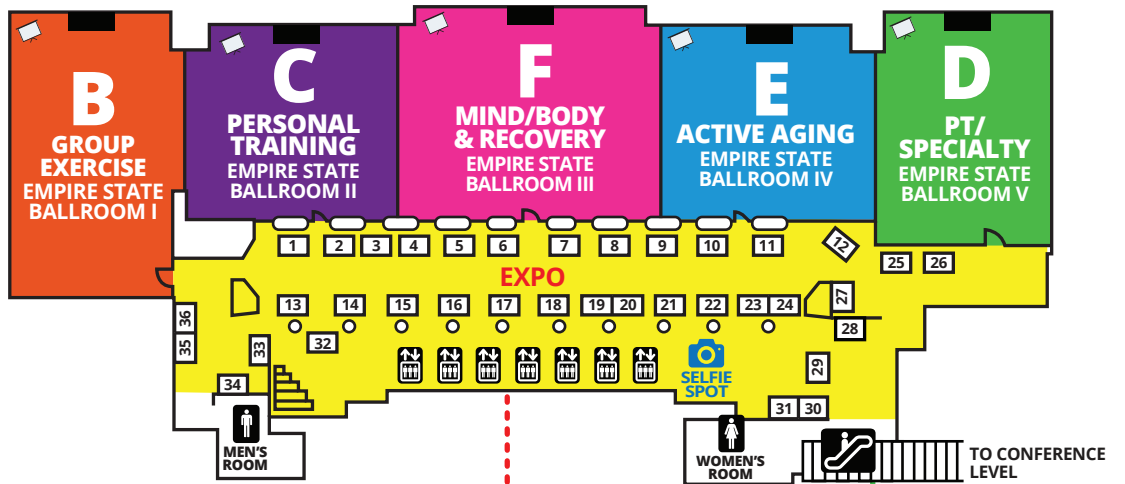 B
GROUP
EXERCISE
EMPIRE STATE
BALLROOM I
C
PERSONAL
TRAINING
EMPIRE STATE
BALLROOM II
F
MIND/BODY
& RECOVERY
EMPIRE STATE
BALLROOM III
E
ACTIVE AGING
EMPIRE STATE
BALLROOM IV
D
PT/
SPECIALTY
EMPIRE STATE
BALLROOM V
1 2 3 4 5 6 7 8 9 10 11
12
25 26
EXPO
13 14 15 16 17 18 19 20 21 22 23 24
27
28
36
35
33
32
34
29
31 30
SELFIE
SPOT
MEN'S
ROOM
WOMEN'S
ROOM
TO CONFERENCE
LEVEL